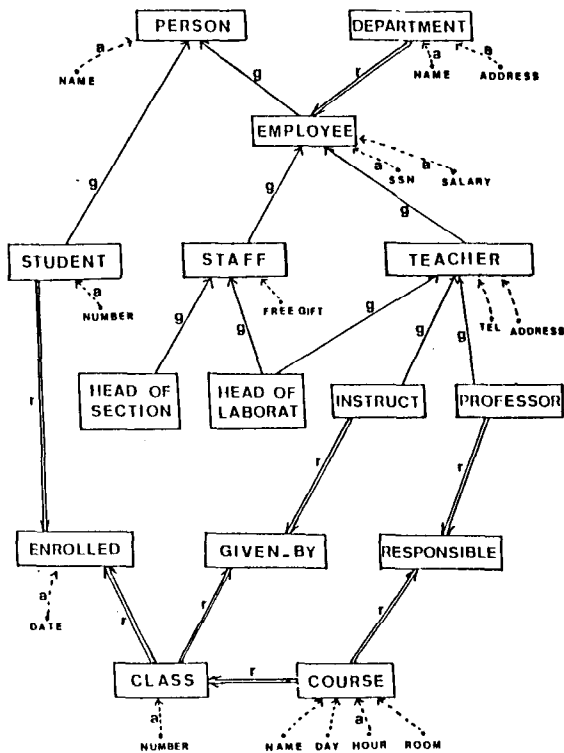 PERSON
DEPARTMENT
a
a
a
NAME
NAME
ADDRESS
g
r
EMPLOYEE
a
a
SSN
SALARY
g
g
g
STUDENT
STAFF
TEACHER
a
NUMBER
FREE GIFT
TEL
ADDRESS
g
g
g
g
HEAD OF
SECTION
HEAD OF
LABORAT
INSTRUCT
PROFESSOR
r
r
r
ENROLLED
GIVEN_BY
RESPONSIBLE
a
DATE
r
r
r
CLASS
r
COURSE
a
a
NUMBER
NAME
DAY
HOUR
ROOM